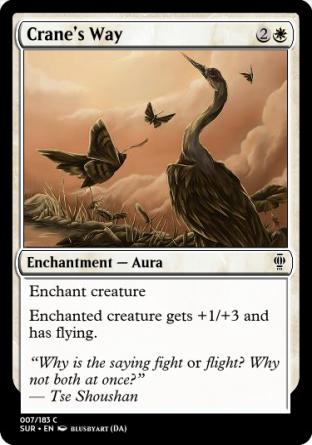 Crane's Way 2
Enchantment — Aura
Enchant creature
Enchanted creature gets +1/+3 and
has flying.
“Why is the saying fight or flight? Why
not both at once?”
— Tse Shoushan
007/183 C
SUR • EN BLUSBYART (DA)